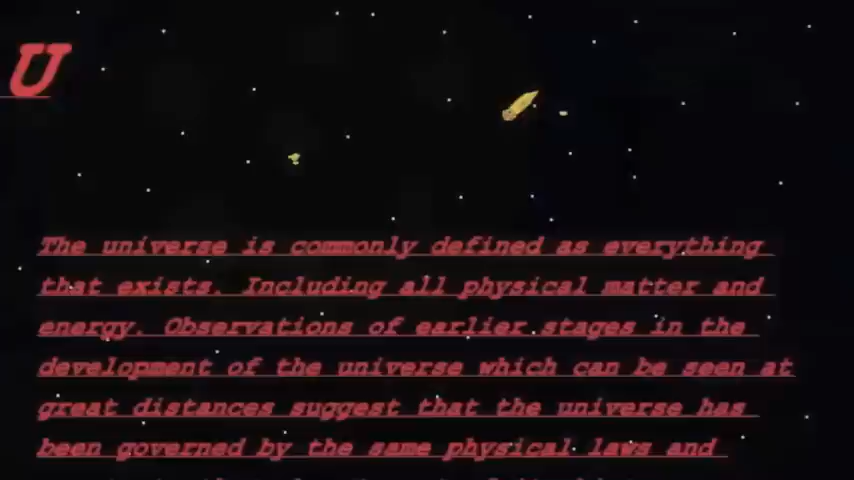 U
The universe is commonly defined as everything
that exists. Including all physical matter and
energy. Observations of earlier stages in the
development of the universe which can be seen at
great distances suggest that the universe has
been governed by the same physical laws and